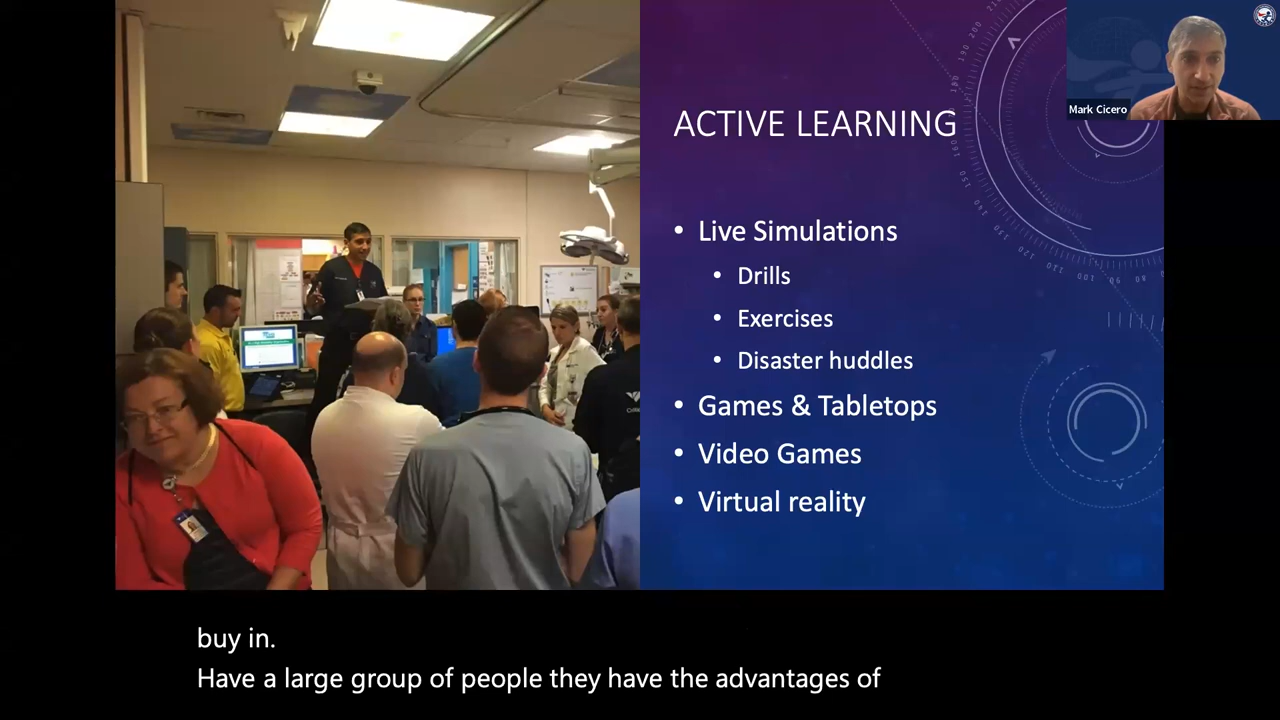 ACTIVE LEARNING
Mark Cicero
• Live Simulations
• Drills
• Exercises
• Disaster huddles
• Games & Tabletops
• Video Games
• Virtual reality
buy in.
Have a large group of people they have the advantages of